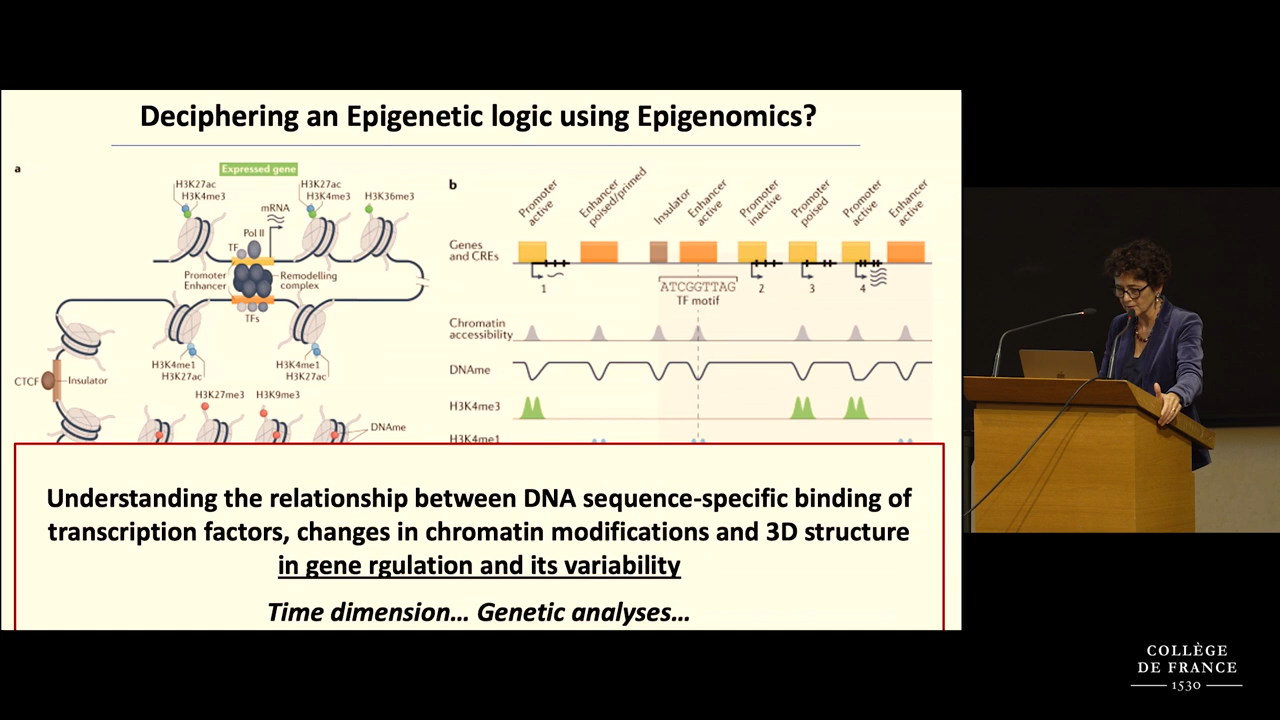 Deciphering an Epigenetic logic using Epigenomics?
a
Expressed gene
H3K27ac
H3K4me3
H3K27ac
H3K4me3
H3K36me3
mRNA
Pol II
TF
Promoter
Enhancer
Remodelling
complex
TFs
H3K4me1
H3K27ac
H3K4me1
H3K27ac
CTCF
Insulator
H3K27me3
H3K9me3
DNAme
b
Promoter
active
Enhancer
poised/primed
Insulator
Enhancer
active
Promoter
inactive
Promoter
poised
Promoter
active
Enhancer
active
Genes
and CREs
1
ATCGGTTAG
TF motif
2
3
4
Chromatin
accessibility
DNAme
H3K4me3
H3K4me1
Understanding the relationship between DNA sequence-specific binding of
transcription factors, changes in chromatin modifications and 3D structure
in gene rgulation and its variability
Time dimension... Genetic analyses...
COLLÈGE
DE FRANCE
1530